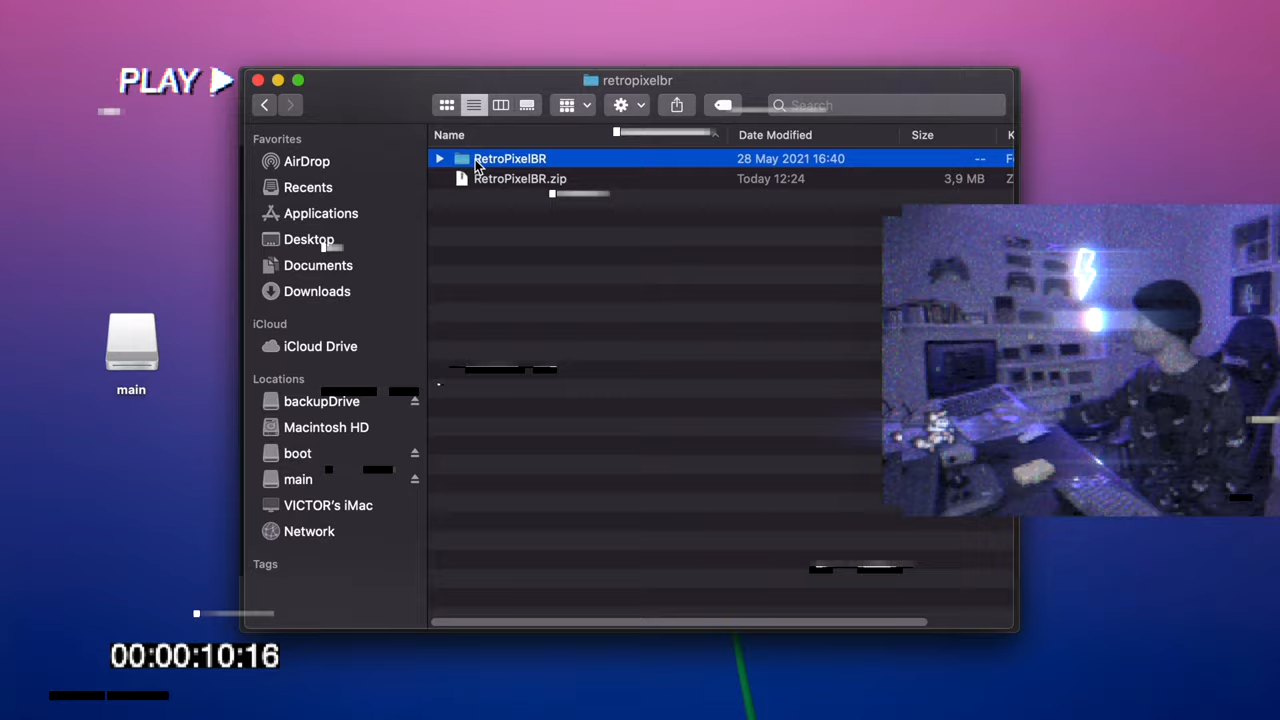 PLAY
retropixelbr
Search
Name
Date Modified
Size
K
RetroPixelBR
28 May 2021 16:40
--
F
RetroPixelBR.zip
Today 12:24
3,9 MB
Z
Favorites
AirDrop
Recents
Applications
Desktop
Documents
Downloads
iCloud
iCloud Drive
Locations
backupDrive
Macintosh HD
boot
main
VICTOR's iMac
Network
Tags
main
00:00:10:16